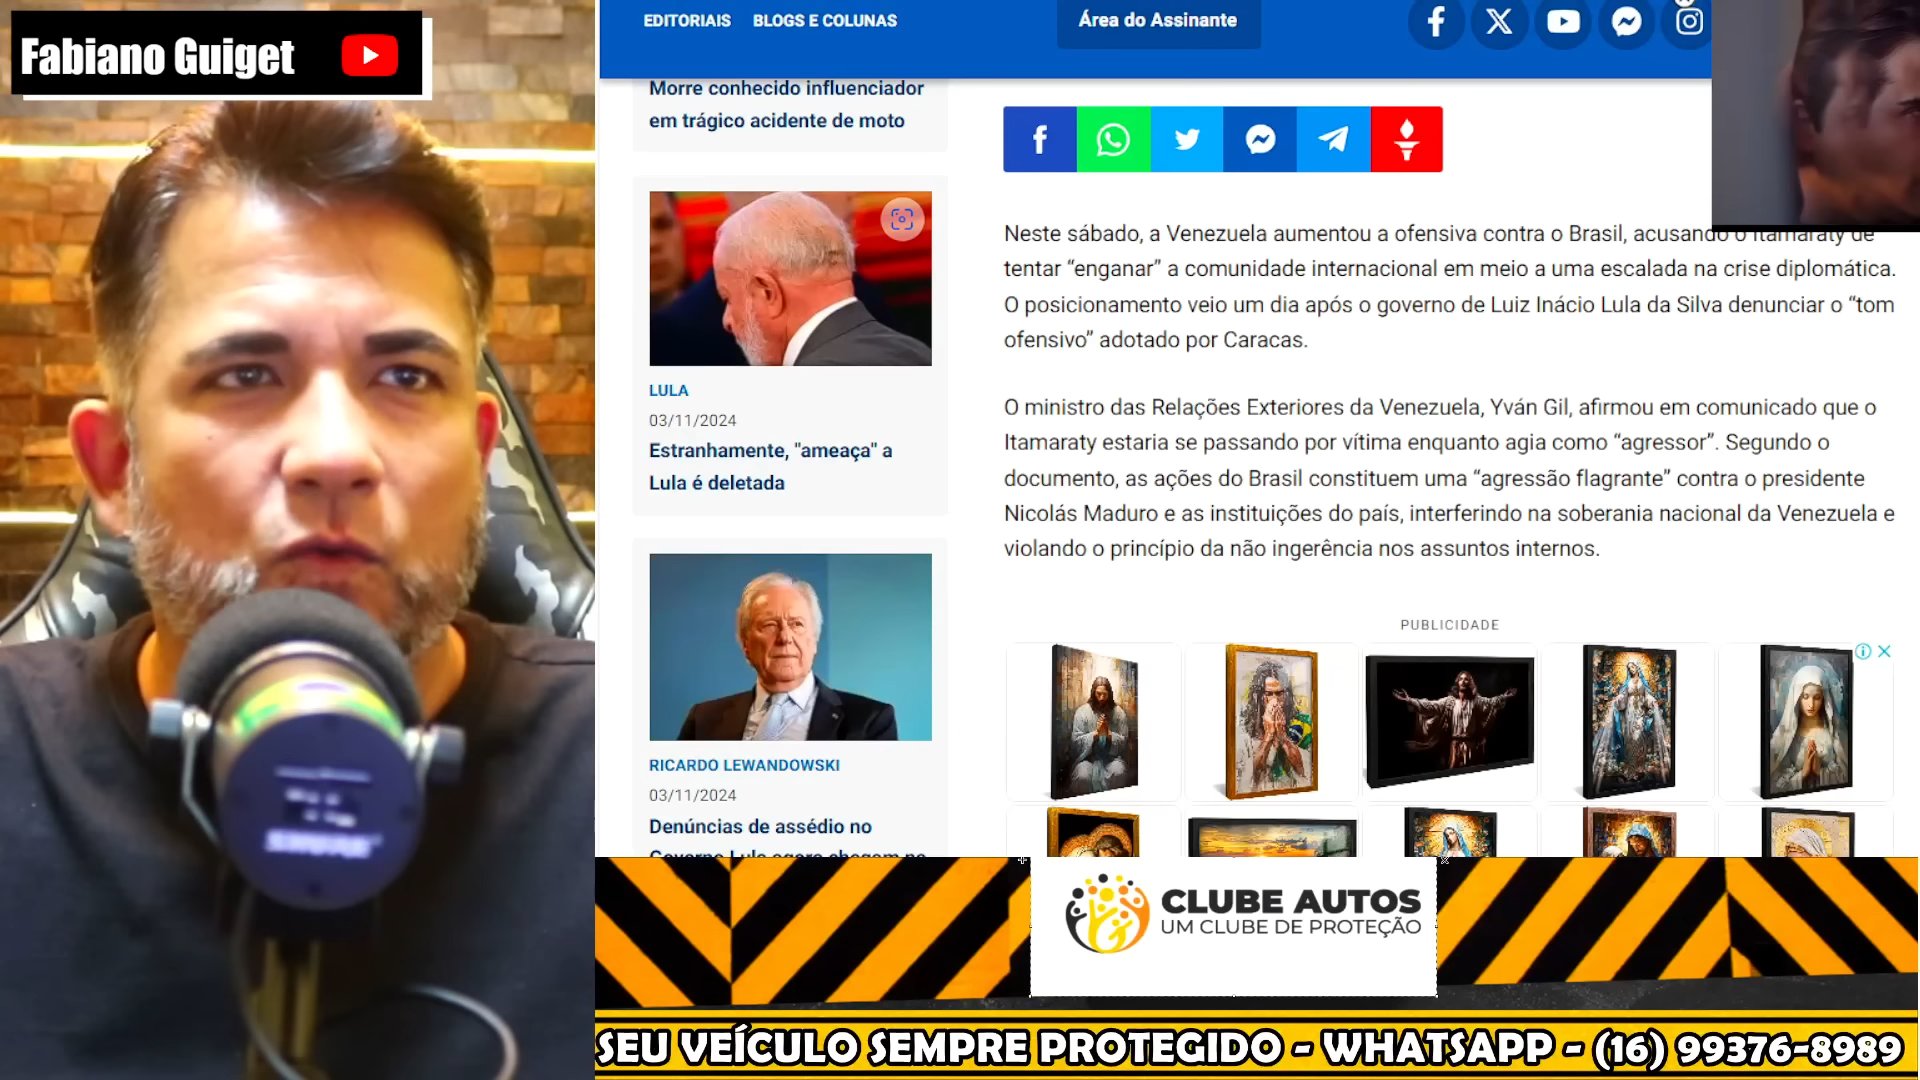 Fabiano Guiget
EDITORIAIS
BLOGS E COLUNAS
Área do Assinante
Morre conhecido influenciador
em trágico acidente de moto
LULA
03/11/2024
Estranhamente, "ameaça" a
Lula é deletada
RICARDO LEWANDOWSKI
03/11/2024
Denúncias de assédio no
Governo Lula agora chegam
Neste sábado, a Venezuela aumentou a ofensiva contra o Brasil, acusando o Itamaraty de
tentar “enganar” a comunidade internacional em meio a uma escalada na crise diplomática.
O posicionamento veio um dia após o governo de Luiz Inácio Lula da Silva denunciar o “tom
ofensivo” adotado por Caracas.
O ministro das Relações Exteriores da Venezuela, Yván Gil, afirmou em comunicado que o
Itamaraty estaria se passando por vítima enquanto agia como “agressor”. Segundo o
documento, as ações do Brasil constituem uma “agressão flagrante” contra o presidente
Nicolás Maduro e as instituições do país, interferindo na soberania nacional da Venezuela e
violando o princípio da não ingerência nos assuntos internos.
PUBLICIDADE
CLUBE AUTOS
UM CLUBE DE PROTEÇÃO
SEU VEÍCULO SEMPRE PROTEGIDO - WHATSAPP - (16) 99376-8989